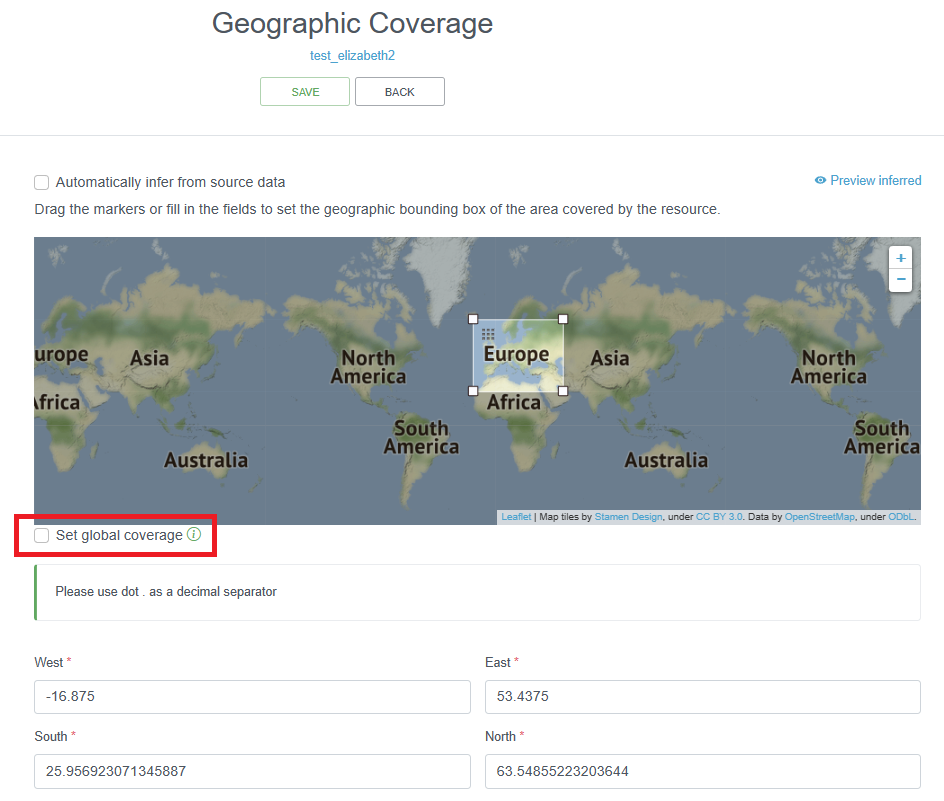 Geographic Coverage
test_elizabeth2
SAVE
BACK
Automatically infer from source data
Preview inferred
Drag the markers or fill in the fields to set the geographic bounding box of the area covered by the resource.
+
−
urope
Asia
North
America
Europe
Asia
North
America
Africa
Africa
South
America
South
America
Australia
Australia
Leaflet | Map tiles by Stamen Design, under CC BY 3.0. Data by OpenStreetMap, under ODbL.
Set global coverage
Please use dot . as a decimal separator
West *
East *
-16.875
53.4375
South *
North *
25.956923071345887
63.54855223203644